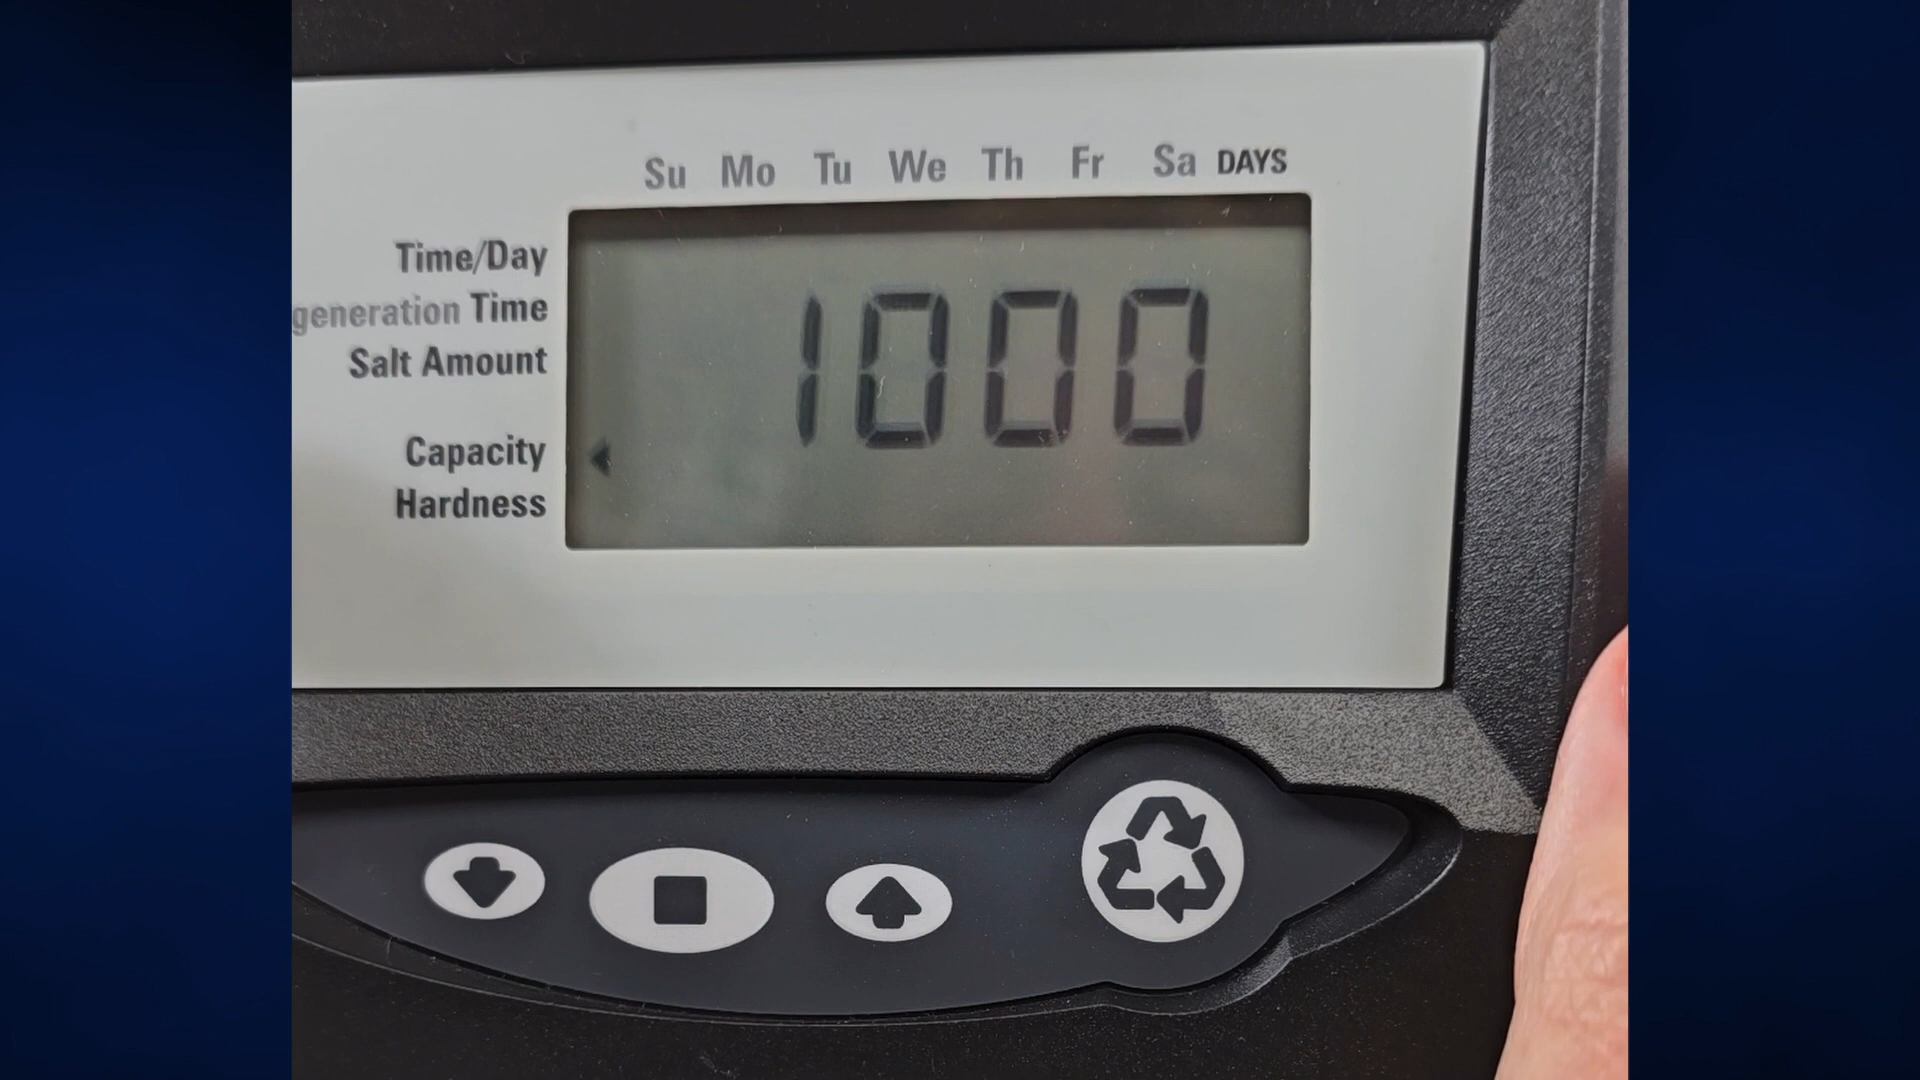 Su Mo Tu We Th Fr Sa DAYS
Time/Day
generation Time
Salt Amount
Capacity
Hardness
1000